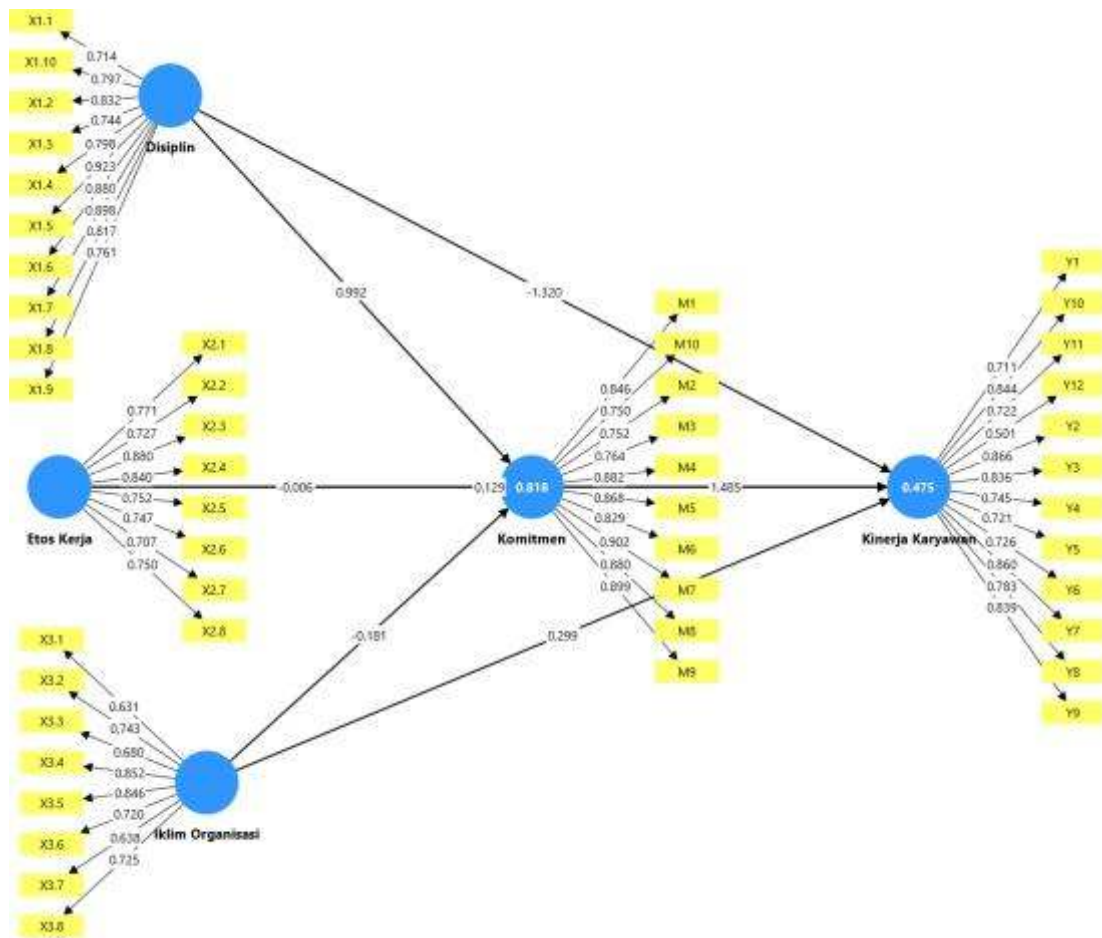 X1.1
X1.10
X1.2
X1.3
X1.4
X1.5
X1.6
X1.7
X1.8
X1.9
0.714
0.797
0.832
0.744
0.798
0.923
0.880
0.898
0.817
0.761
Disiplin
0.992
-1.320
X2.1
X2.2
X2.3
X2.4
X2.5
X2.6
X2.7
X2.8
0.771
0.727
0.880
0.840
0.752
0.747
0.707
0.750
Etos Kerja
-0.006
0.129
X3.1
X3.2
X3.3
X3.4
X3.5
X3.6
X3.7
X3.8
0.631
0.743
0.680
0.852
0.846
0.720
0.638
0.725
Iklim Organisasi
-0.181
0.299
M1
M10
M2
M3
M4
M5
M6
M7
M8
M9
0.846
0.750
0.752
0.764
0.882
0.868
0.829
0.902
0.880
0.899
0.818
Komitmen
1.485
Y1
Y10
Y11
Y12
Y2
Y3
Y4
Y5
Y6
Y7
Y8
Y9
0.711
0.844
0.722
0.501
0.866
0.836
0.745
0.721
0.726
0.860
0.783
0.839
0.475
Kinerja Karyawan